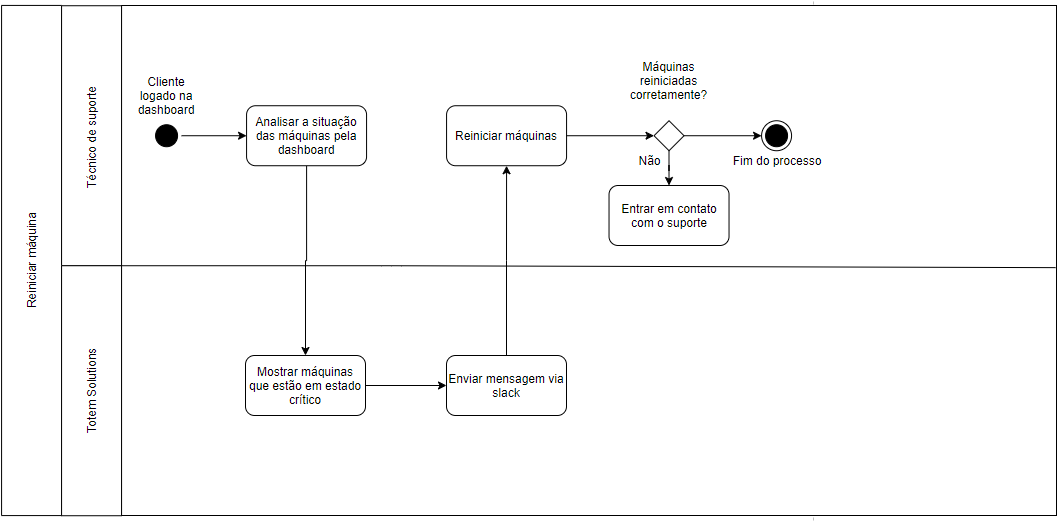 Reiniciar máquina
Técnico de suporte
Cliente
logado na
dashboard
Analisar a situação
das máquinas pela
dashboard
Reiniciar máquinas
Máquinas
reiniciadas
corretamente?
Não
Fim do processo
Entrar em contato
com o suporte
Totem Solutions
Mostrar máquinas
que estão em estado
crítico
Enviar mensagem via
slack